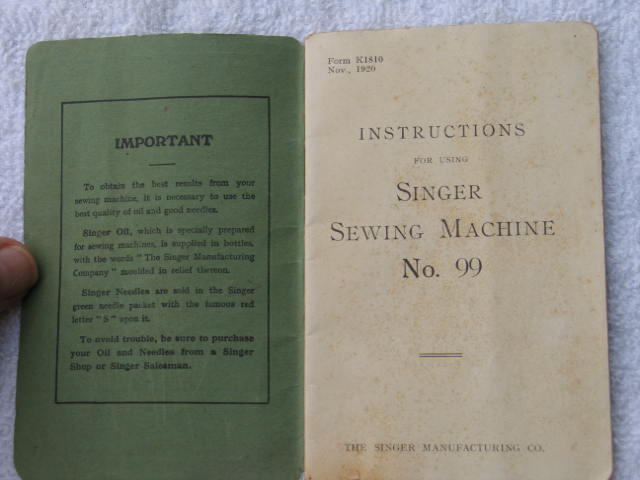 IMPORTANT
To obtain the best results from your
sewing machine, it is necessary to use the
best quality of oil and good needles.
Singer Oil, which is specially prepared
for sewing machines, is supplied in bottles,
with the words "The Singer Manufacturing
Company" moulded in relief thereon.
Singer Needles are sold in the Singer
green needle packet with the famous red
letter "S" upon it.
To avoid trouble, be sure to purchase
your Oil and Needles from a Singer
Shop or Singer Salesman.
Form K1810
Nov., 1920
INSTRUCTIONS
FOR USING
SINGER
SEWING MACHINE
No. 99
THE SINGER MANUFACTURING CO.